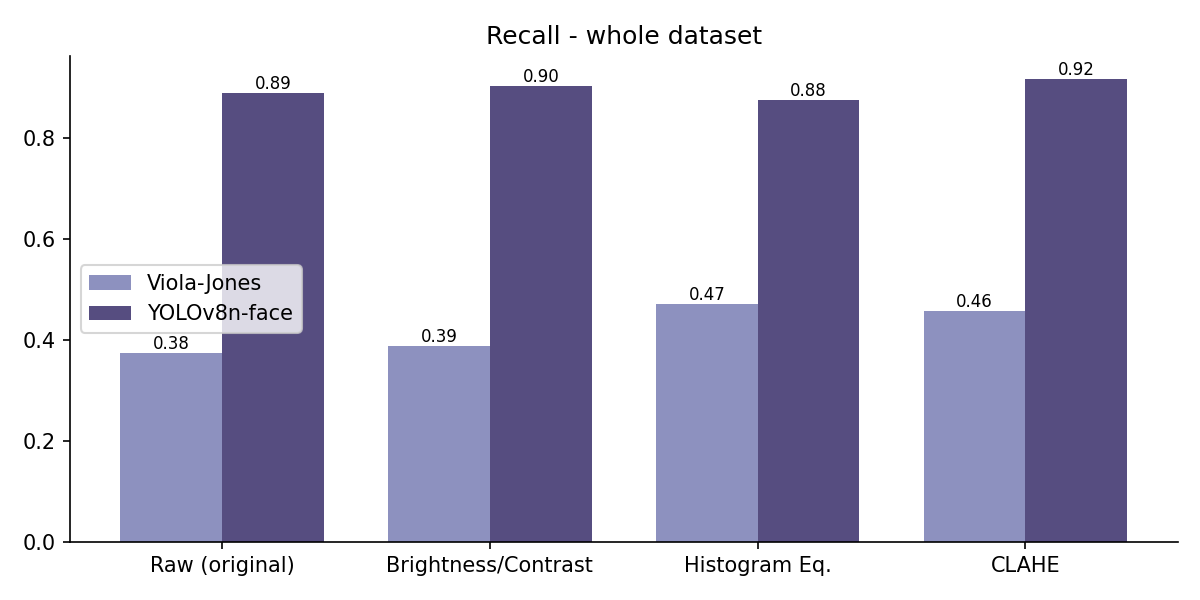 Recall - whole dataset
0.8
0.6
0.4
0.2
0.0
0.38
0.89
0.39
0.90
0.47
0.88
0.46
0.92
Viola-Jones
YOLOv8n-face
Raw (original)
Brightness/Contrast
Histogram Eq.
CLAHE